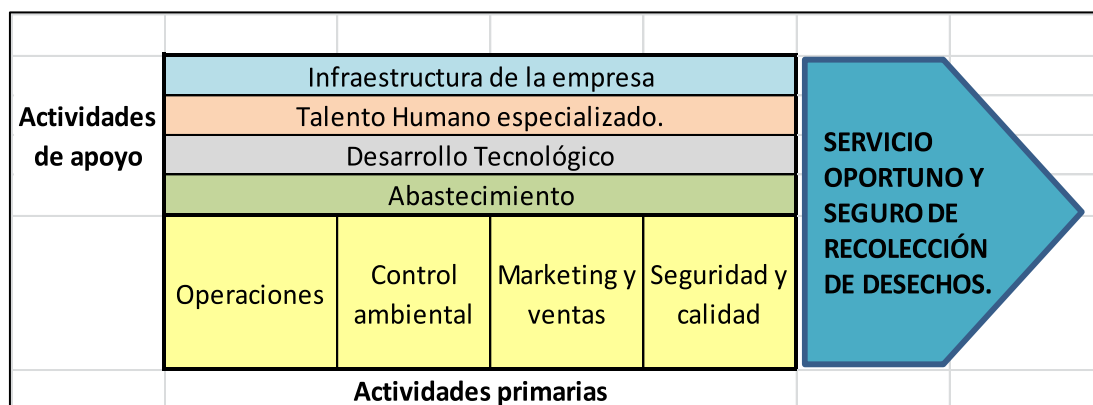 Infraestructura de la empresa
Actividades
de apoyo
Talento Humano especializado.
Desarrollo Tecnológico
Abastecimiento
Operaciones
Control
ambiental
Marketing y
ventas
Seguridad y
calidad
Actividades primarias
SERVICIO
OPORTUNO Y
SEGURO DE
RECOLECCIÓN
DE DESECHOS.